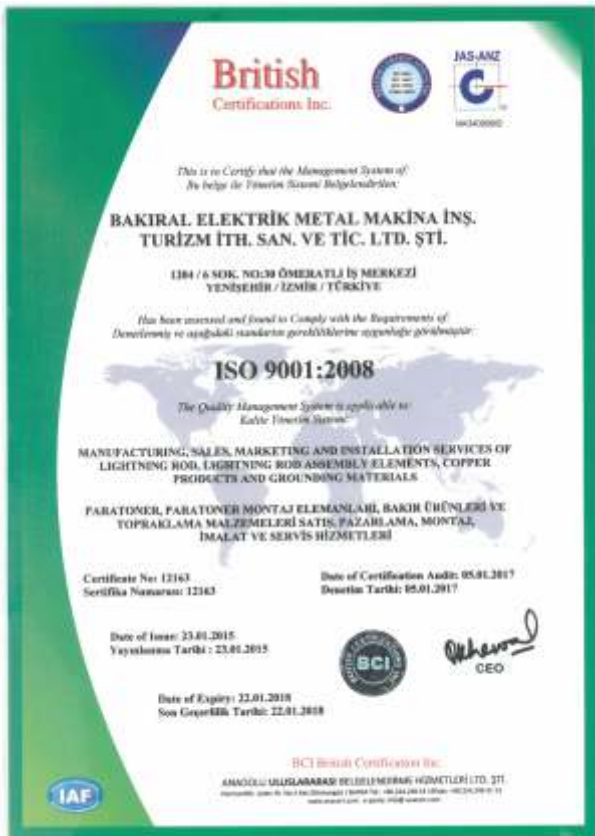 British
Certifications Inc.
JAS-ANZ
This is to Certify that the Management System of:
Bu belge ile Yönetim Sistemi Belgelendirilen:
BAKIRAL ELEKTRİK METAL MAKİNA İNŞ.
TURİZM İTH. SAN. VE TİC. LTD. ŞTİ.
1204 / 6 SOK. NO:30 ÖMERATLI İŞ MERKEZİ
YENİŞEHİR / İZMİR / TÜRKİYE
Has been assessed and found to Comply with the Requirements of:
Denetlenmiş ve aşağıdaki standartın gerekliliklerine uygunluğu görülmüştür:
ISO 9001:2008
The Quality Management System is applicable to:
Kalite Yönetim Sistemi:
MANUFACTURING, SALES, MARKETING AND INSTALLATION SERVICES OF
LIGHTNING ROD, LIGHTNING ROD ASSEMBLY ELEMENTS, COPPER
PRODUCTS AND GROUNDING MATERIALS
PARATONER, PARATONER MONTAJ ELEMANLARI, BAKIR ÜRÜNLERİ VE
TOPRAKLAMA MALZEMELERİ SATIŞ, PAZARLAMA, MONTAJ,
İMALAT VE SERVİS HİZMETLERİ
Certificate No: 12163
Sertifika Numarası: 12163
Date of Certification Audit: 05.01.2017
Denetim Tarihi: 05.01.2017
Date of Issue: 23.01.2015
Yayınlanma Tarihi : 23.01.2015
BCI
CEO
Date of Expiry: 22.01.2018
Son Geçerlilik Tarihi: 22.01.2018
BCI British Certification Inc.
ANADOLU ULUSLARARASI BELGELENDİRME HİZMETLERİ LTD. ŞTİ.
IAF